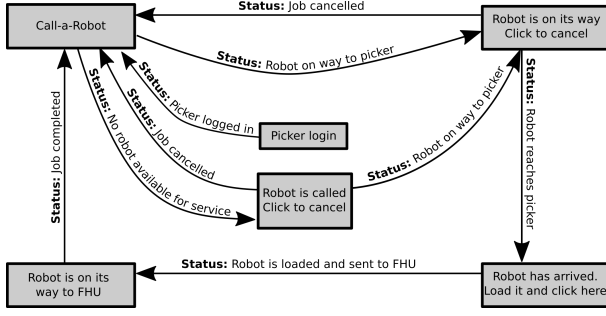 Status: Job cancelled
Call-a-Robot
Robot is on its way
Click to cancel
Status: Robot on way to picker
Status: Picker logged in
Picker login
Status: Job cancelled
Status: No robot available for service
Status: Robot on way to picker
Status: Robot reaches picker
Status: Job completed
Robot is called
Click to cancel
Status: Robot is loaded and sent to FHU
Robot is on its
way to FHU
Robot has arrived.
Load it and click here